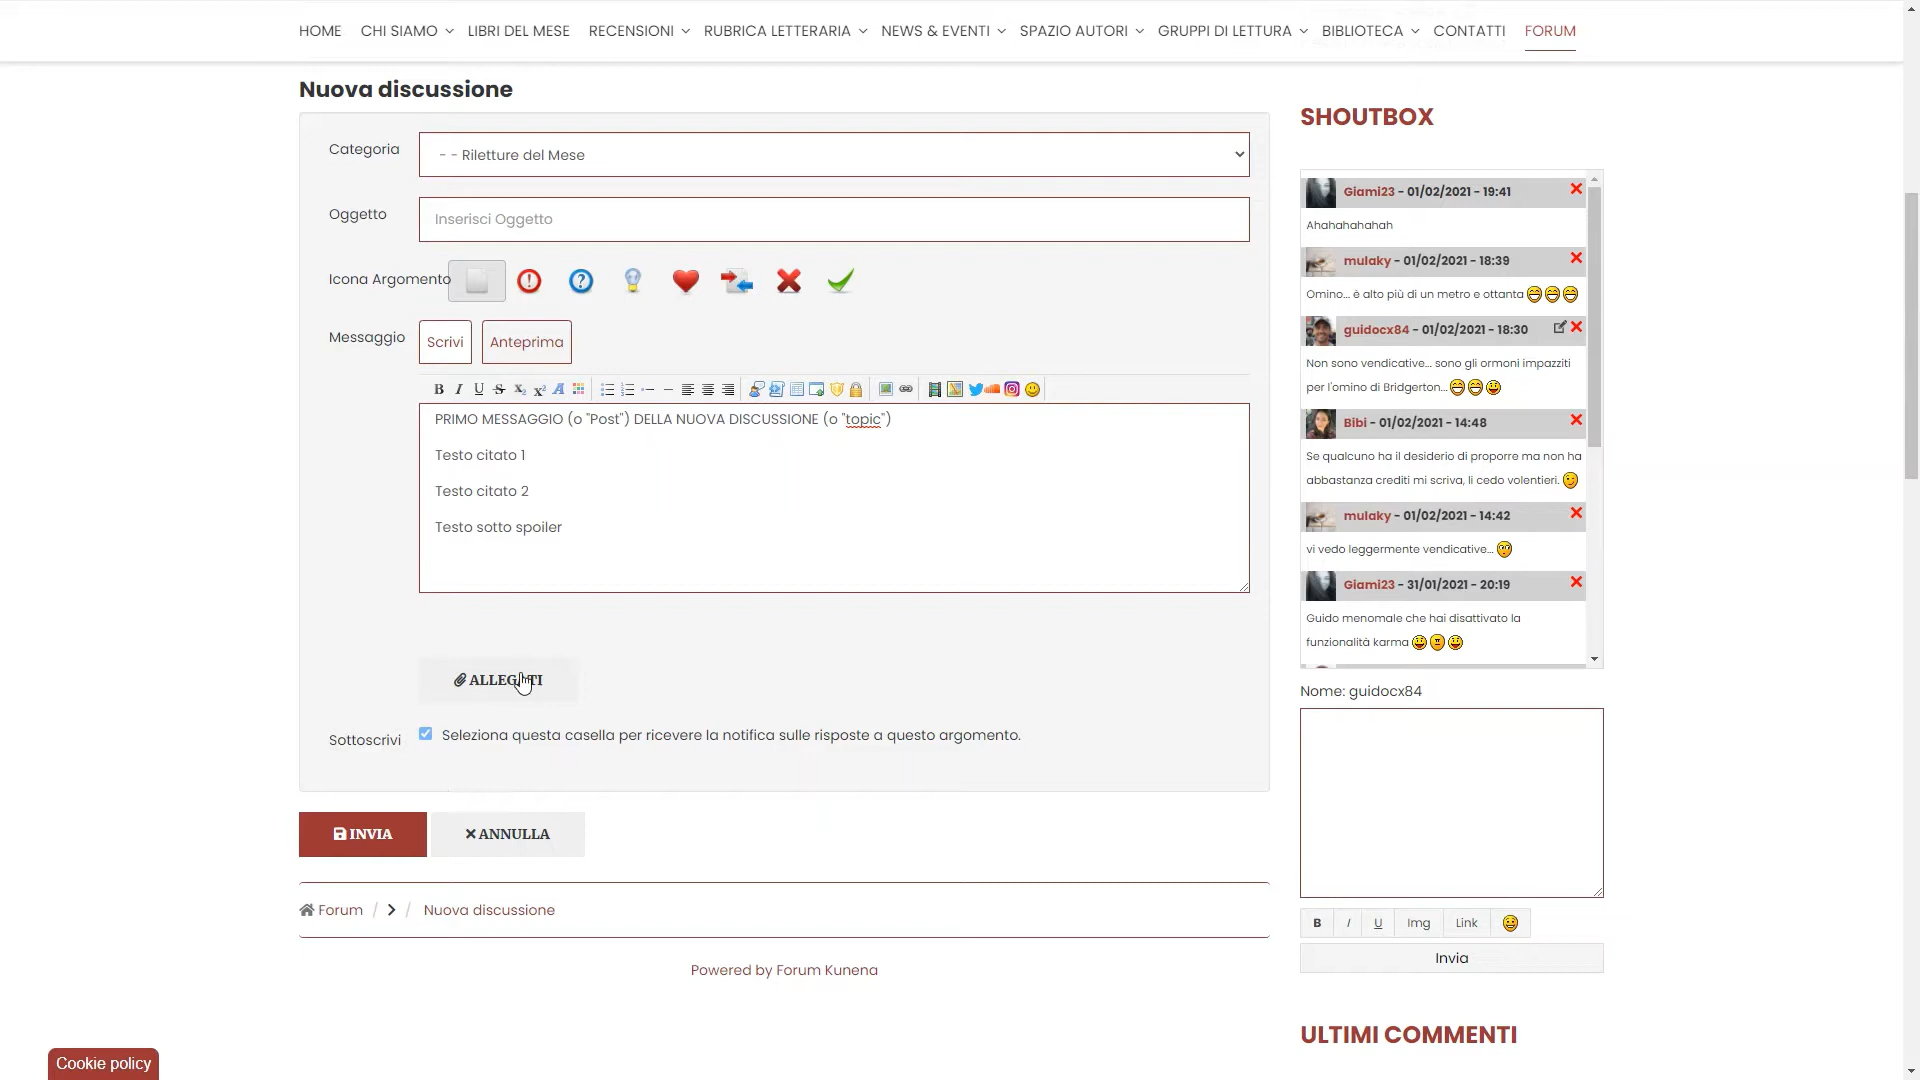 HOME CHI SIAMO LIBRI DEL MESE RECENSIONI RUBRICA LETTERARIA NEWS & EVENTI SPAZIO AUTORI GRUPPI DI LETTURA BIBLIOTECA CONTATTI FORUM
Nuova discussione
Categoria
- - Riletture del Mese
Oggetto
Inserisci Oggetto
Icona Argomento
Messaggio
Scrivi
Anteprima
PRIMO MESSAGGIO (o "Post") DELLA NUOVA DISCUSSIONE (o "topic")
Testo citato 1
Testo citato 2
Testo sotto spoiler
ALLEGATI
Sottoscrivi
Seleziona questa casella per ricevere la notifica sulle risposte a questo argomento.
INVIA
ANNULLA
Forum / > / Nuova discussione
Powered by Forum Kunena
Cookie policy
SHOUTBOX
Giami23 - 01/02/2021 - 19:41
Ahahahahahah
mulaky - 01/02/2021 - 18:39
Omino... è alto più di un metro e ottanta
guidocx84 - 01/02/2021 - 18:30
Non sono vendicative... sono gli ormoni impazziti
per l'omino di Bridgerton...
Bibi - 01/02/2021 - 14:48
Se qualcuno ha il desiderio di proporre ma non ha
abbastanza crediti mi scriva, li cedo volentieri.
mulaky - 01/02/2021 - 14:42
vi vedo leggermente vendicative...
Giami23 - 31/01/2021 - 20:19
Guido menomale che hai disattivato la
funzionalità karma
Nome: guidocx84
B I U Img Link
Invia
ULTIMI COMMENTI